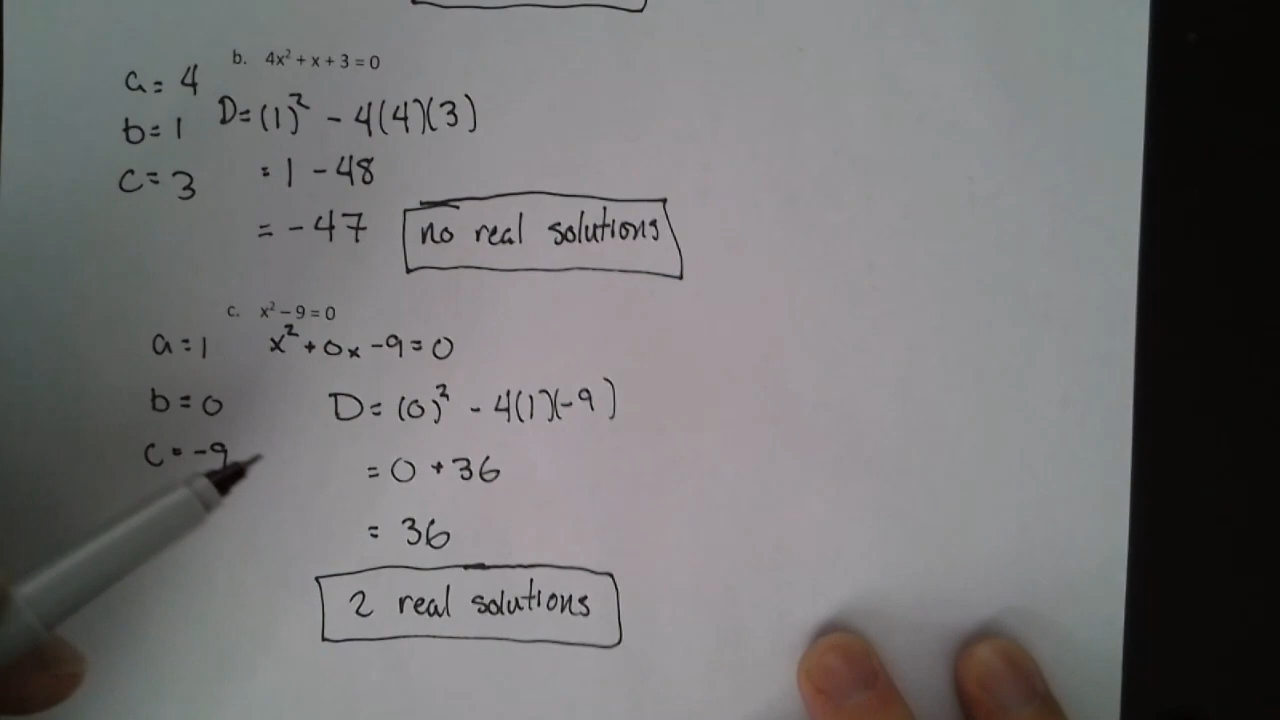 b. 4x² + x + 3 = 0
a = 4
D = (1)² - 4(4)(3)
b = 1
= 1 - 48
c = 3
= -47
no real solutions
c. x² – 9 = 0
a = 1
x² + 0x - 9 = 0
b = 0
D = (0)² - 4(1)(-9)
c = -9
= 0 + 36
= 36
2 real solutions